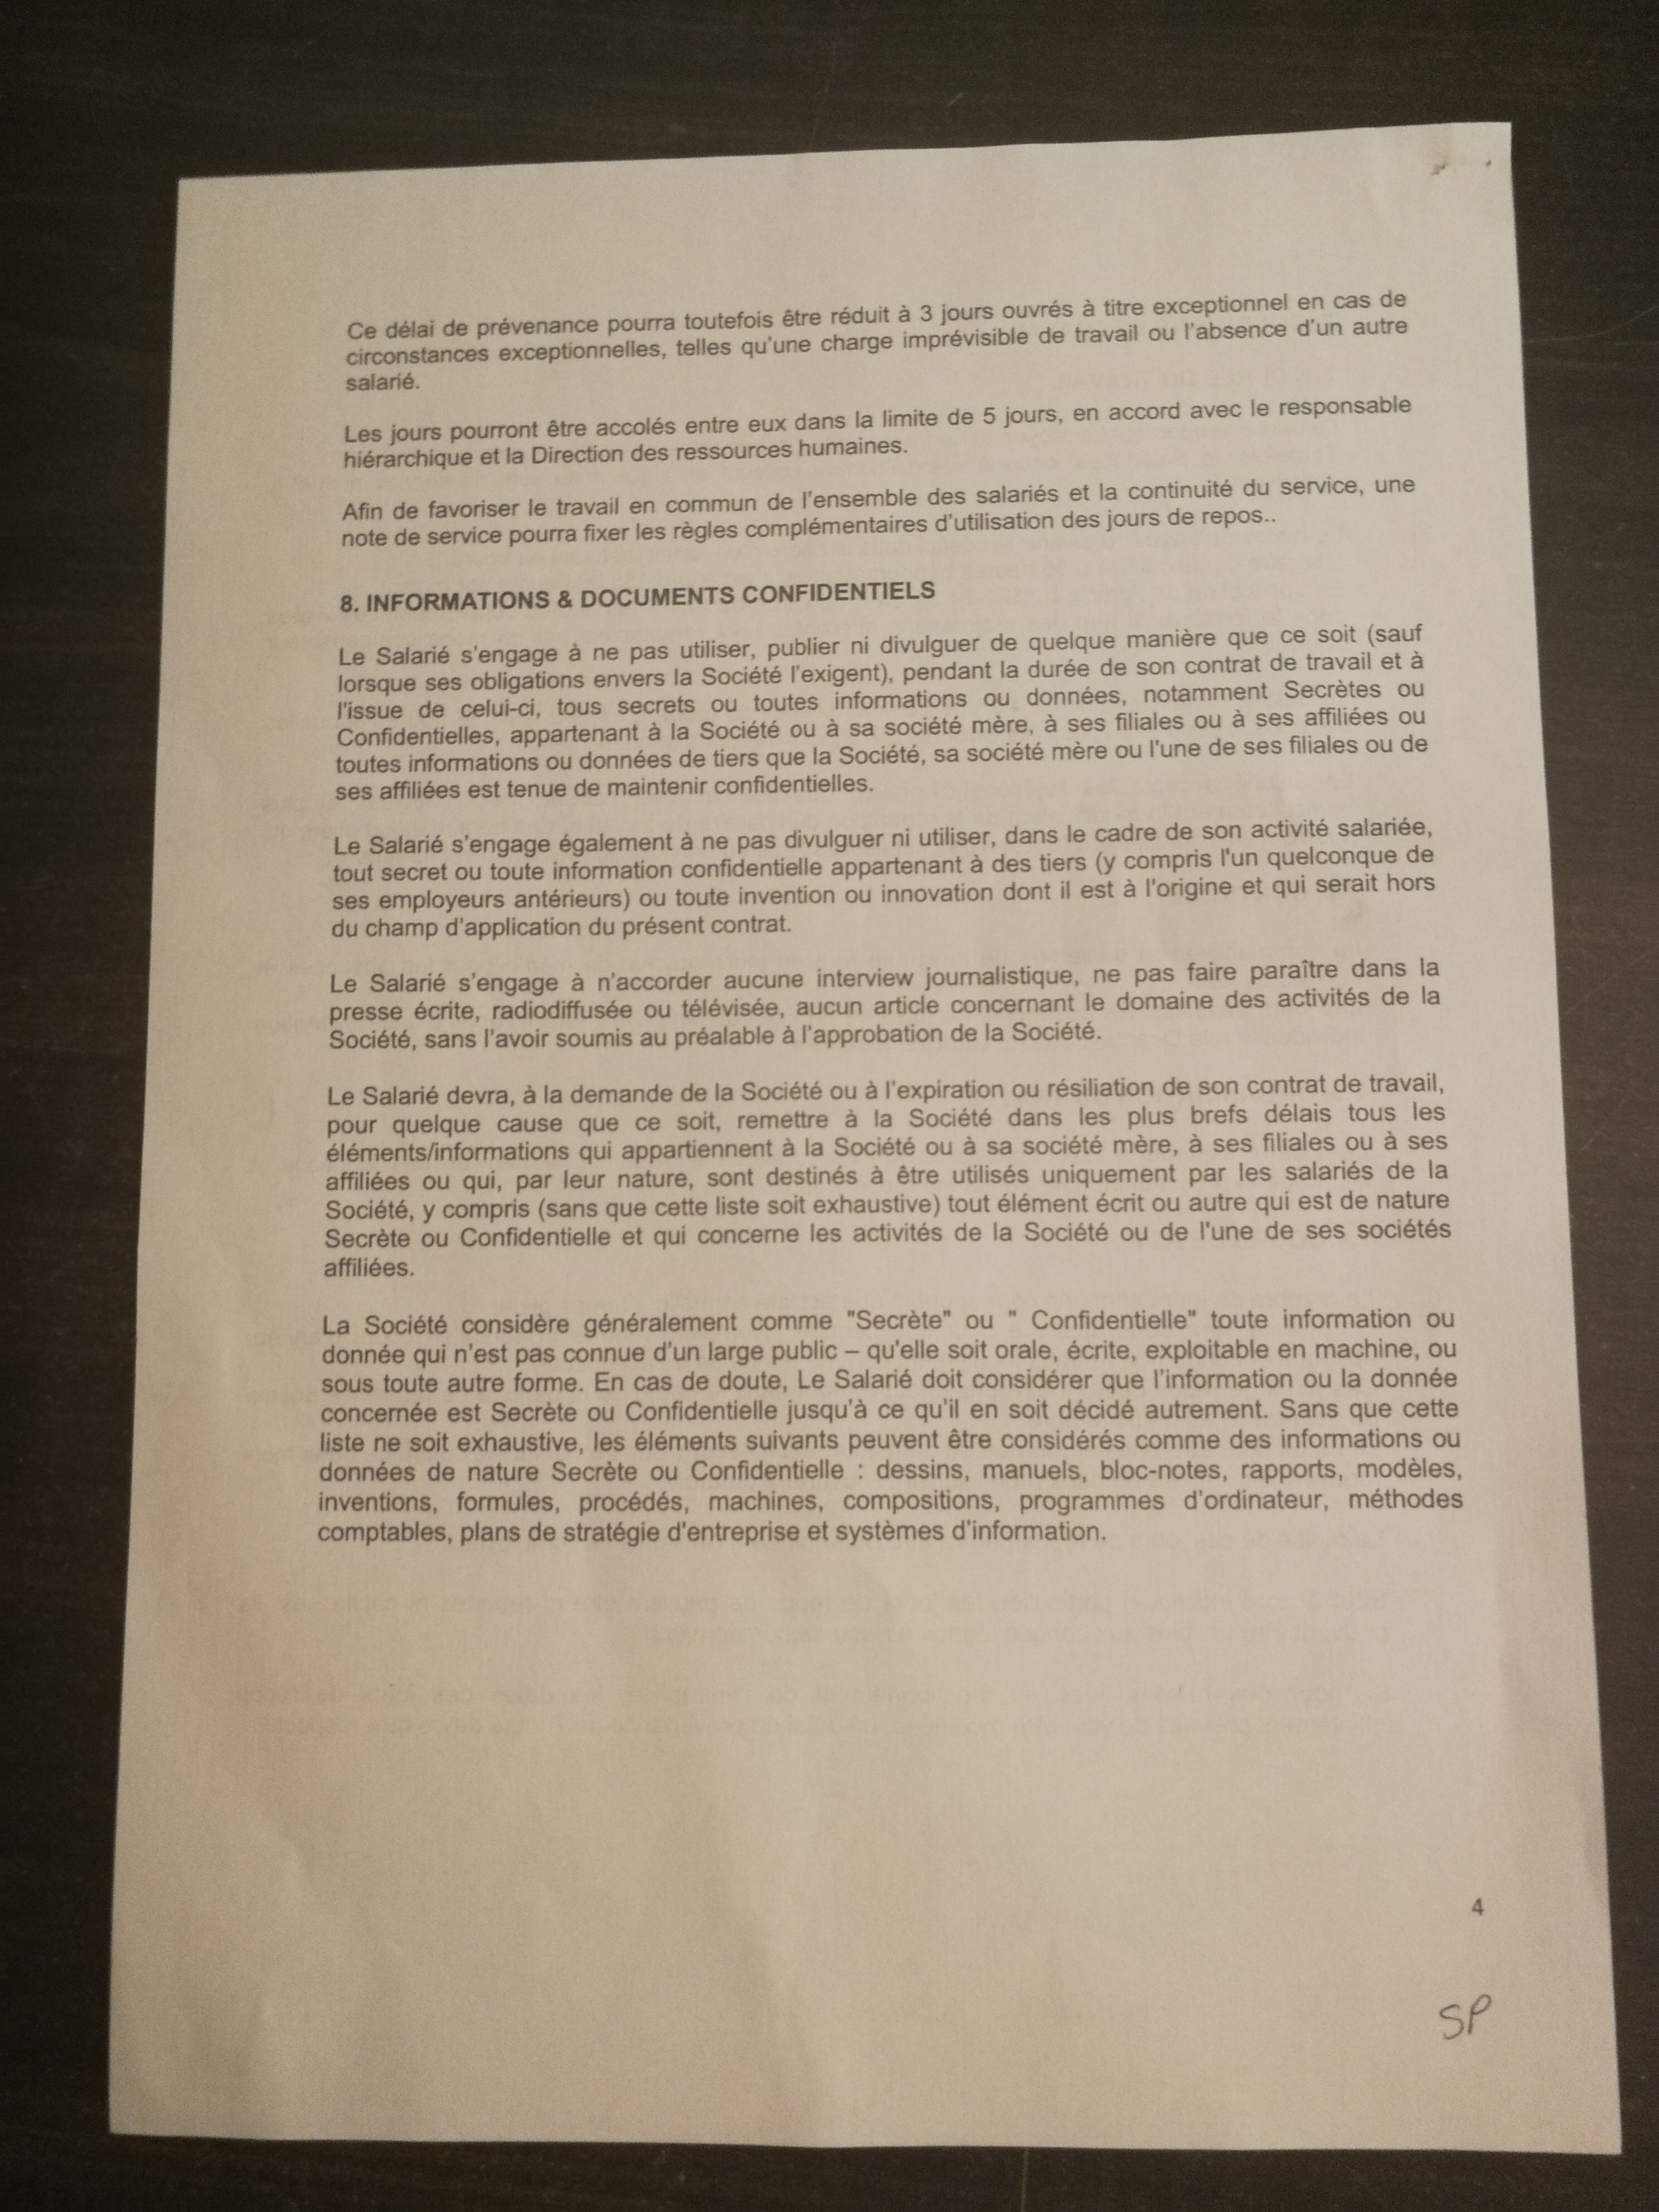 Ce délai de prévenance pourra toutefois être réduit à 3 jours ouvrés à titre exceptionnel en cas de
circonstances exceptionnelles, telles qu'une charge imprévisible de travail ou l'absence d'un autre
salarié.
Les jours pourront être accolés entre eux dans la limite de 5 jours, en accord avec le responsable
hiérarchique et la Direction des ressources humaines.
Afin de favoriser le travail en commun de l'ensemble des salariés et la continuité du service, une
note de service pourra fixer les règles complémentaires d'utilisation des jours de repos..
8. INFORMATIONS & DOCUMENTS CONFIDENTIELS
Le Salarié s'engage à ne pas utiliser, publier ni divulguer de quelque manière que ce soit (sauf
lorsque ses obligations envers la Société l'exigent), pendant la durée de son contrat de travail et à
l'issue de celui-ci, tous secrets ou toutes informations ou données, notamment Secrètes ou
Confidentielles, appartenant à la Société ou à sa société mère, à ses filiales ou à ses affiliées ou
toutes informations ou données de tiers que la Société, sa société mère ou l'une de ses filiales ou de
ses affiliées est tenue de maintenir confidentielles.
Le Salarié s'engage également à ne pas divulguer ni utiliser, dans le cadre de son activité salariée,
tout secret ou toute information confidentielle appartenant à des tiers (y compris l'un quelconque de
ses employeurs antérieurs) ou toute invention ou innovation dont il est à l'origine et qui serait hors
du champ d'application du présent contrat.
Le Salarié s'engage à n'accorder aucune interview journalistique, ne pas faire paraître dans la
presse écrite, radiodiffusée ou télévisée, aucun article concernant le domaine des activités de la
Société, sans l'avoir soumis au préalable à l'approbation de la Société.
Le Salarié devra, à la demande de la Société ou à l'expiration ou résiliation de son contrat de travail,
pour quelque cause que ce soit, remettre à la Société dans les plus brefs délais tous les
éléments/informations qui appartiennent à la Société ou à sa société mère, à ses filiales ou à ses
affiliées ou qui, par leur nature, sont destinés à être utilisés uniquement par les salariés de la
Société, y compris (sans que cette liste soit exhaustive) tout élément écrit ou autre qui est de nature
Secrète ou Confidentielle et qui concerne les activités de la Société ou de l'une de ses sociétés
affiliées.
La Société considère généralement comme "Secrète" ou " Confidentielle" toute information ou
donnée qui n'est pas connue d'un large public – qu'elle soit orale, écrite, exploitable en machine, ou
sous toute autre forme. En cas de doute, Le Salarié doit considérer que l'information ou la donnée
concernée est Secrète ou Confidentielle jusqu'à ce qu'il en soit décidé autrement. Sans que cette
liste ne soit exhaustive, les éléments suivants peuvent être considérés comme des informations ou
données de nature Secrète ou Confidentielle : dessins, manuels, bloc-notes, rapports, modèles,
inventions, formules, procédés, machines, compositions, programmes d'ordinateur, méthodes
comptables, plans de stratégie d'entreprise et systèmes d'information.
4
SP